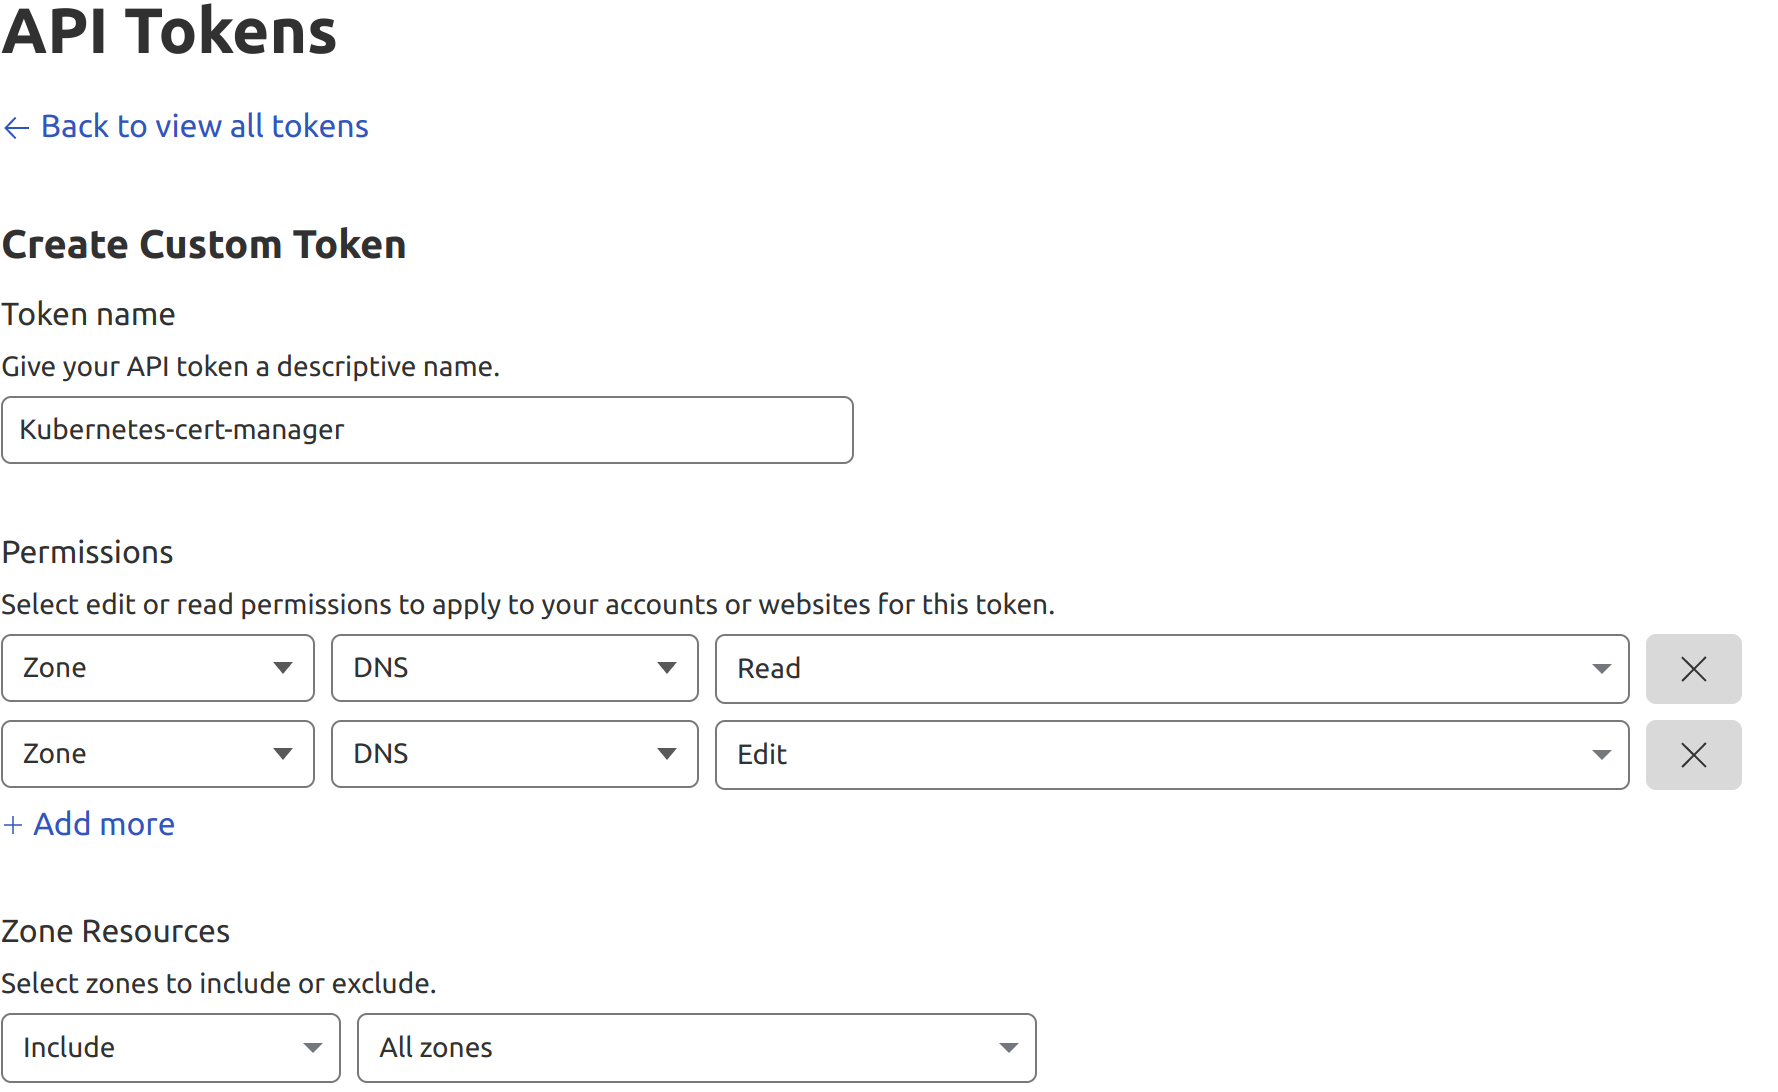 API Tokens
← Back to view all tokens
Create Custom Token
Token name
Give your API token a descriptive name.
Kubernetes-cert-manager
Permissions
Select edit or read permissions to apply to your accounts or websites for this token.
Zone DNS Read
Zone DNS Edit
+ Add more
Zone Resources
Select zones to include or exclude.
Include All zones